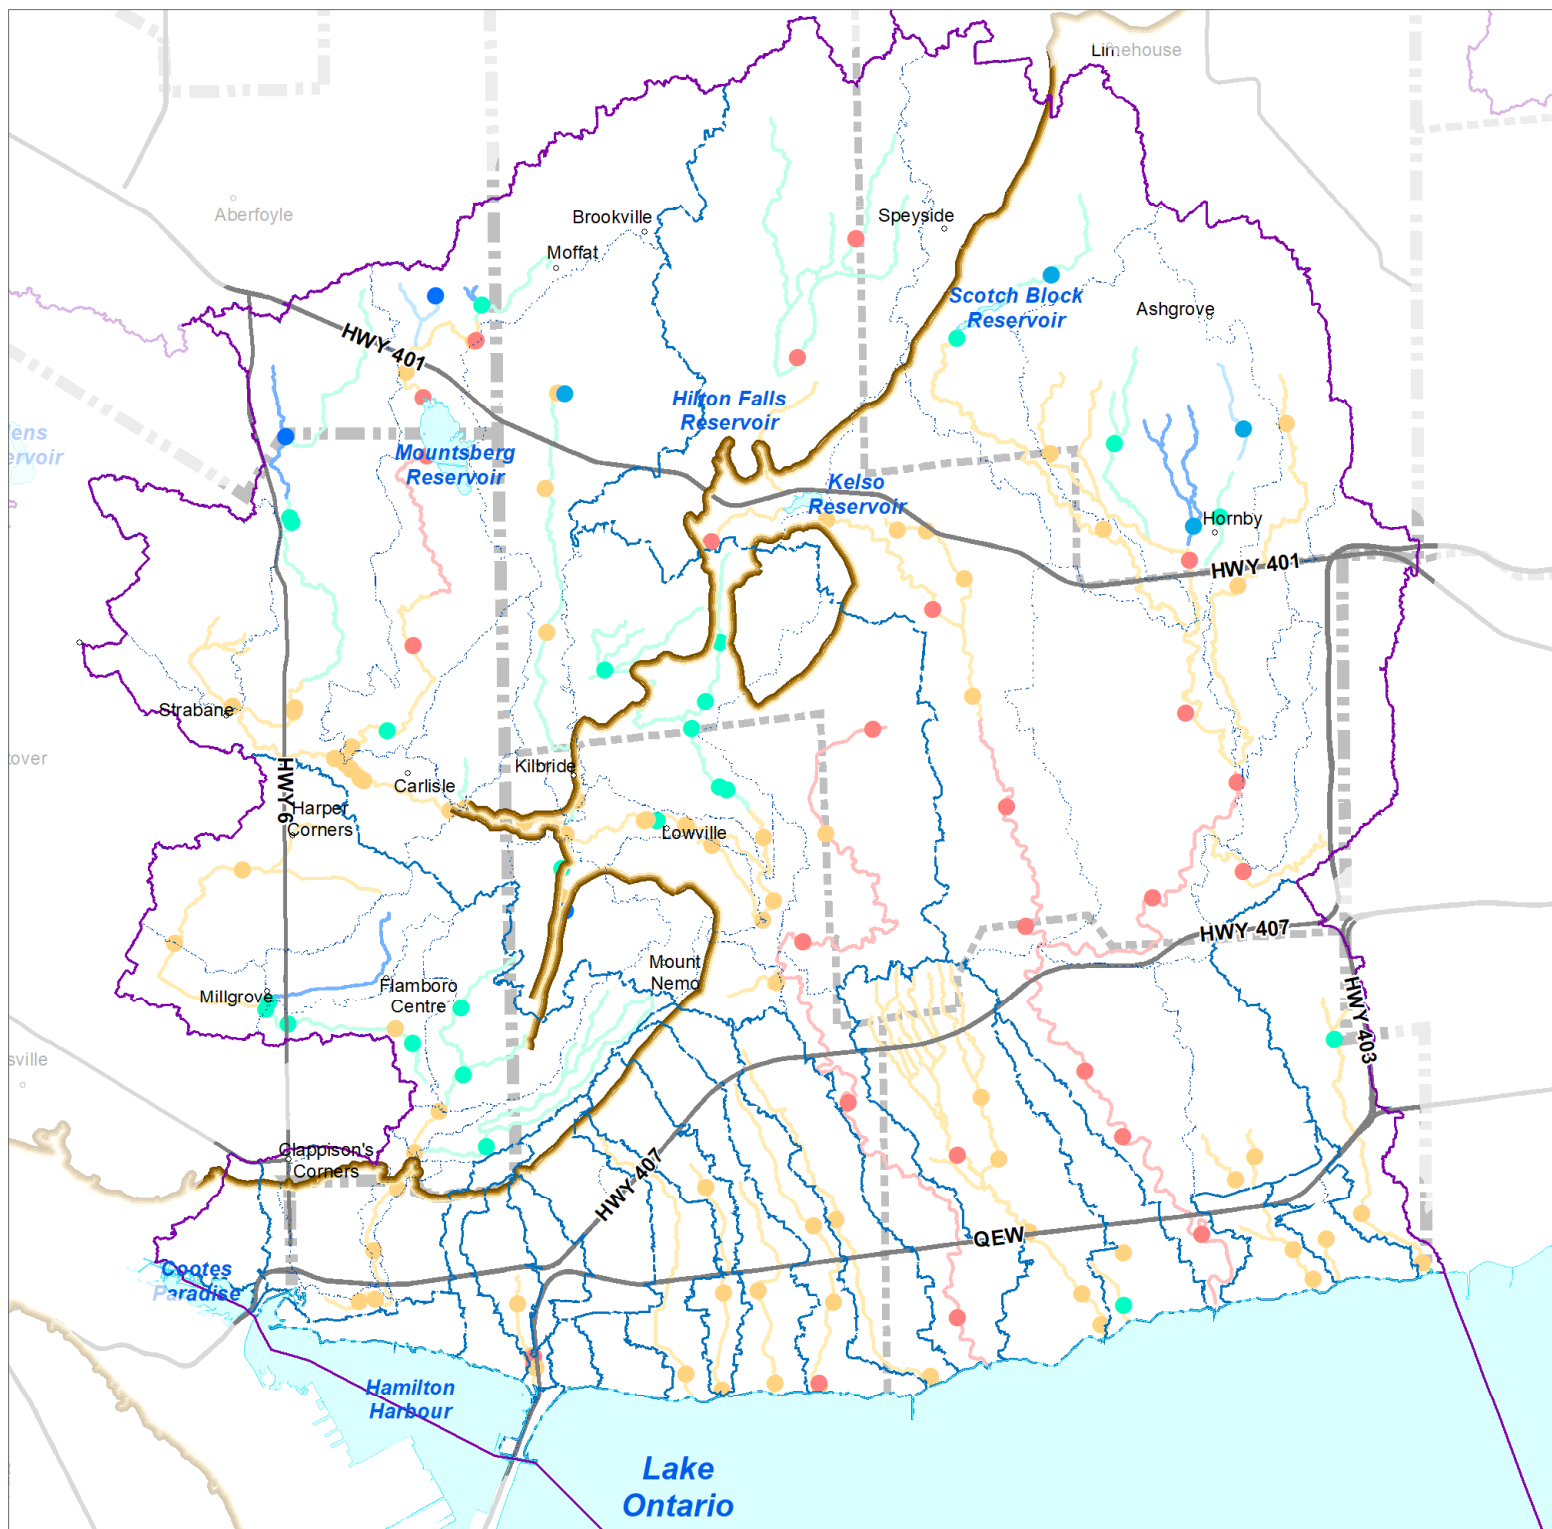 Limehouse
Aberfoyle
Brookville
Speyside
Moffat
Scotch Block
Reservoir
Ashgrove
HWY 401
Hilton Falls
Reservoir
Mountsberg
Reservoir
Kelso
Reservoir
Hornby
HWY 401
Strabane
Kilbride
Carlisle
HWY 6
Harper
Corners
Lowville
HWY 407
Mount
Nemo
Millgrove
Flamboro
Centre
HWY 403
Clappison's
Corners
HWY 407
QEW
Cootes
Paradise
Hamilton
Harbour
Lake
Ontario